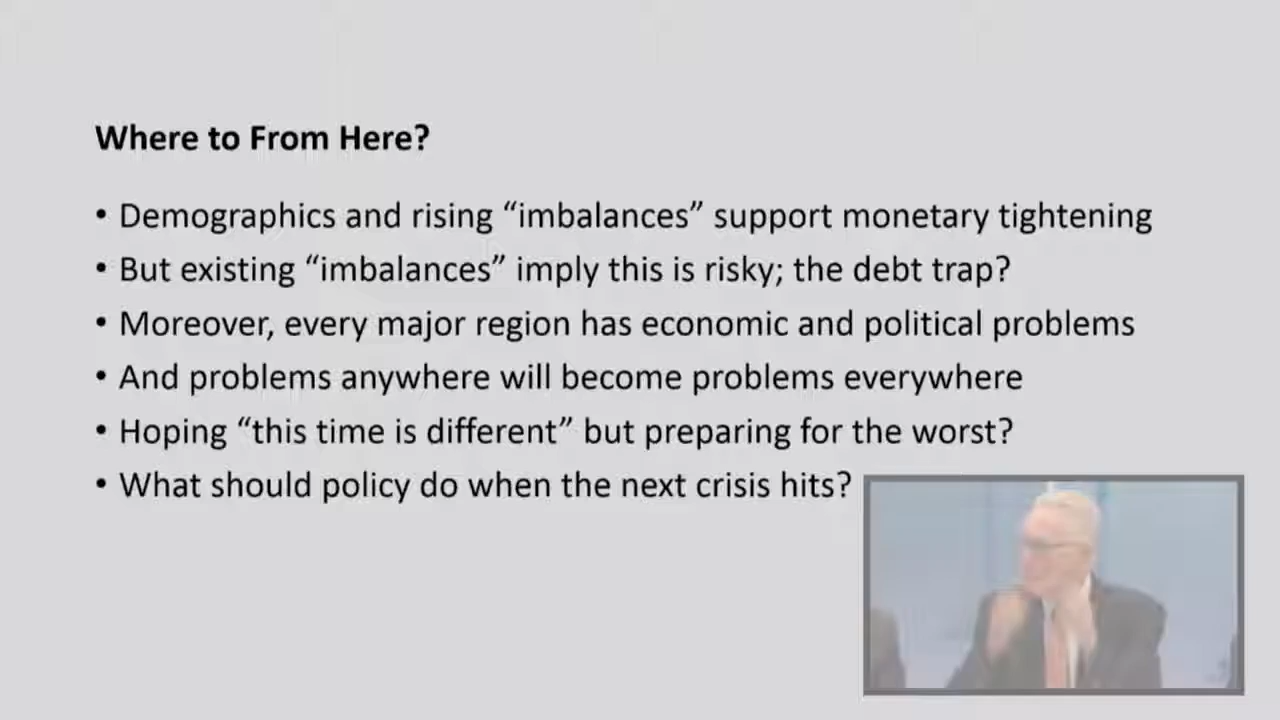 Where to From Here?
• Demographics and rising “imbalances” support monetary tightening
• But existing “imbalances” imply this is risky; the debt trap?
• Moreover, every major region has economic and political problems
• And problems anywhere will become problems everywhere
• Hoping “this time is different” but preparing for the worst?
• What should policy do when the next crisis hits?